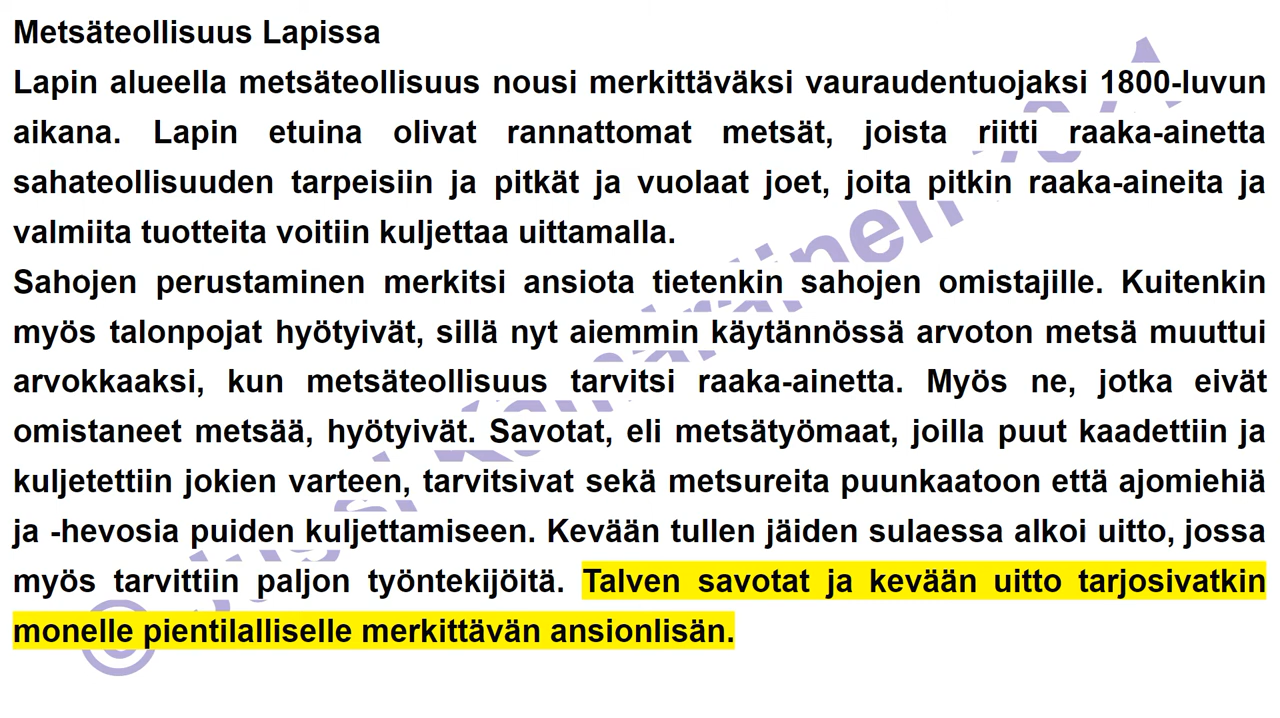 Metsäteollisuus Lapissa
Lapin alueella metsäteollisuus nousi merkittäväksi vauraudentuojaksi 1800-luvun
aikana. Lapin etuina olivat rannattomat metsät, joista riitti raaka-ainetta
sahateollisuuden tarpeisiin ja pitkät ja vuolaat joet, joita pitkin raaka-aineita ja
valmiita tuotteita voitiin kuljettaa uittamalla.
Sahojen perustaminen merkitsi ansiota tietenkin sahojen omistajille. Kuitenkin
myös talonpojat hyötyivät, sillä nyt aiemmin käytännössä arvoton metsä muuttui
arvokkaaksi, kun metsäteollisuus tarvitsi raaka-ainetta. Myös ne, jotka eivät
omistaneet metsää, hyötyivät. Savotat, eli metsätyömaat, joilla puut kaadettiin ja
kuljetettiin jokien varteen, tarvitsivat sekä metsureita puunkaatoon että ajomiehiä
ja -hevosia puiden kuljettamiseen. Kevään tullen jäiden sulaessa alkoi uitto, jossa
myös tarvittiin paljon työntekijöitä. Talven savotat ja kevään uitto tarjosivatkin
monelle pientilalliselle merkittävän ansionlisän.